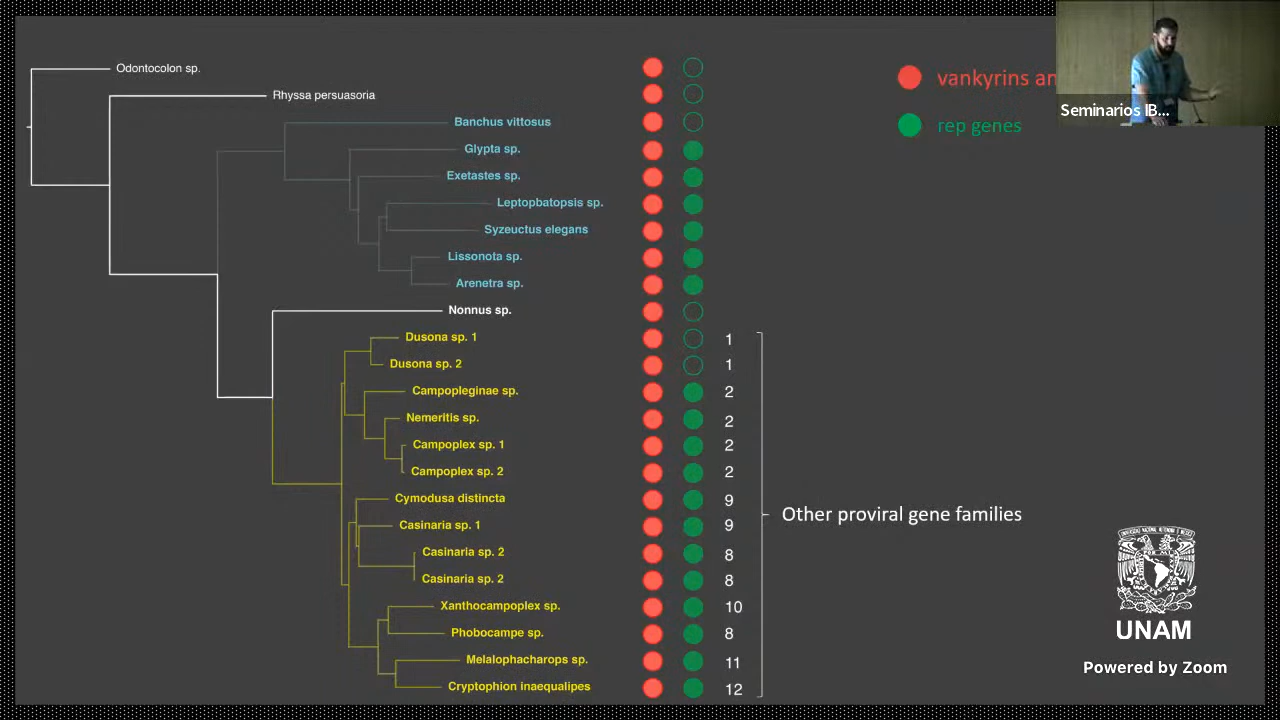 Odontocolon sp.
Rhyssa persuasoria
Banchus vittosus
Glypta sp.
Exetastes sp.
Leptopbatopsis sp.
Syzeuctus elegans
Lissonota sp.
Arenetra sp.
Nonnus sp.
Dusona sp. 1 1
Dusona sp. 2 1
Campopleginae sp. 2
Nemeritis sp. 2
Campoplex sp. 1 2
Campoplex sp. 2 2
Cymodusa distincta 9
Casinaria sp. 1 9
Casinaria sp. 2 8
Casinaria sp. 2 8
Xanthocampoplex sp. 10
Phobocampe sp. 8
Melalophacharops sp. 11
Cryptophion inaequalipes 12
vankyrins an
rep genes
Seminarios IB...
Other proviral gene families
UNAM
Powered by Zoom